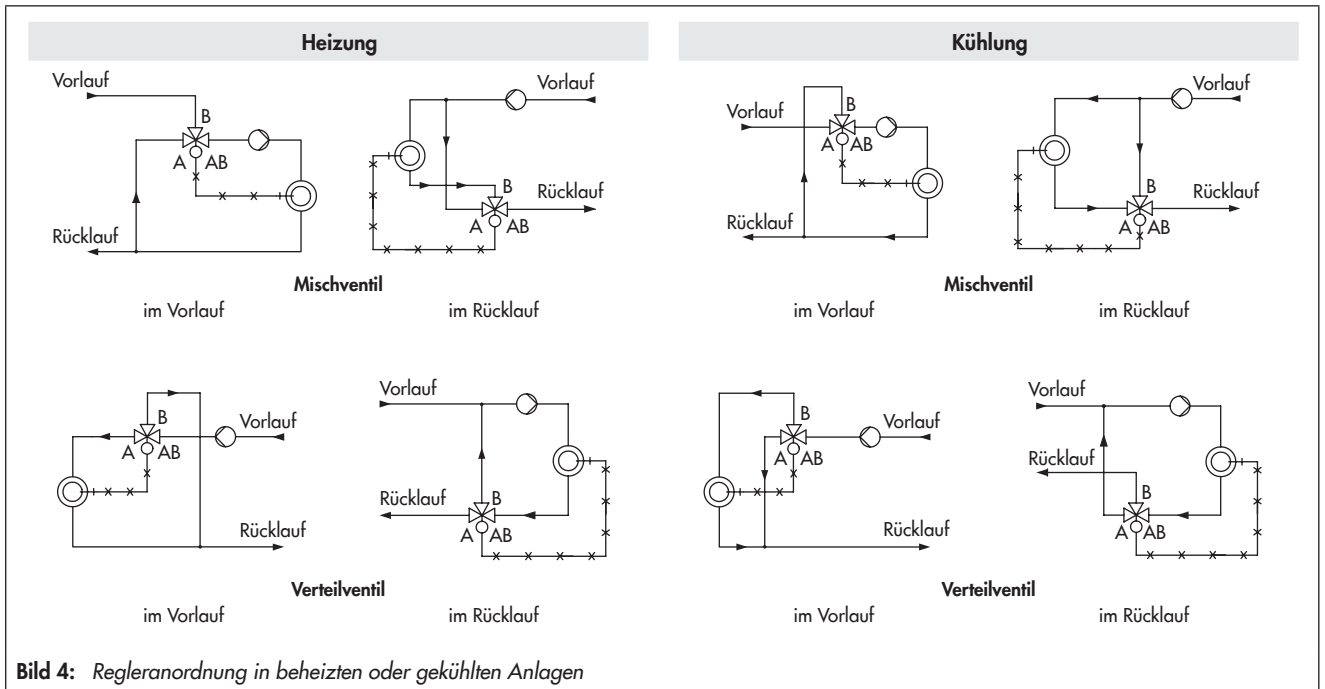 Heizung
Kühlung
Vorlauf
B
A AB
Rücklauf
Vorlauf
B
A AB
Rücklauf
Vorlauf
B
A AB
Rücklauf
Vorlauf
B
A AB
Rücklauf
Mischventil
Mischventil
im Vorlauf
im Rücklauf
im Vorlauf
im Rücklauf
B
Vorlauf
A AB
Rücklauf
Vorlauf
B
A AB
Rücklauf
B
Vorlauf
A AB
Rücklauf
Vorlauf
Rücklauf
B
A AB
Verteilventil
Verteilventil
im Vorlauf
im Rücklauf
im Vorlauf
im Rücklauf
Bild 4: Regleranordnung in beheizten oder gekühlten Anlagen